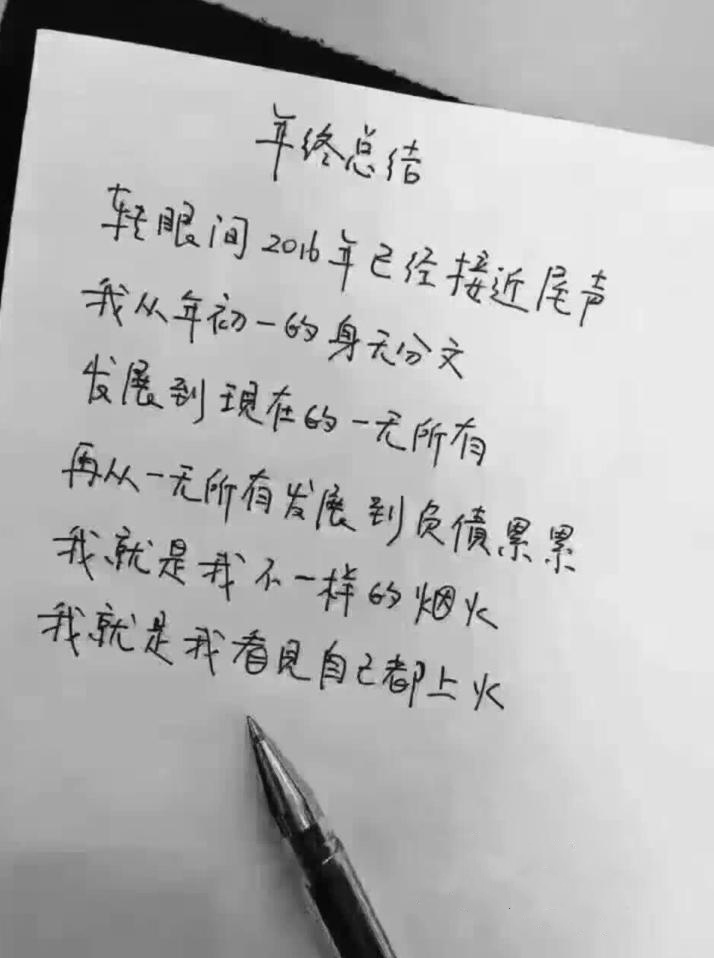 年终总结
转眼间2016年已经接近尾声
我从年初一的身无分文
发展到现在的一无所有
再从一无所有发展到负债累累
我就是我不一样的烟火
我就是我看见自己都上火